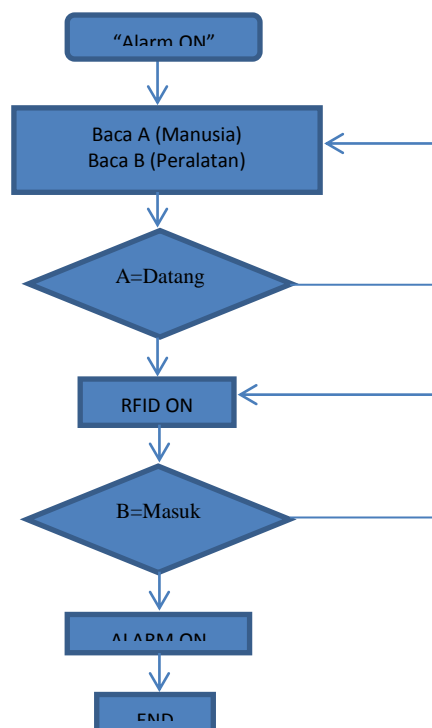 “Alarm ON”
Baca A (Manusia)
Baca B (Peralatan)
A=Datang
RFID ON
B=Masuk
ALARM ON
END